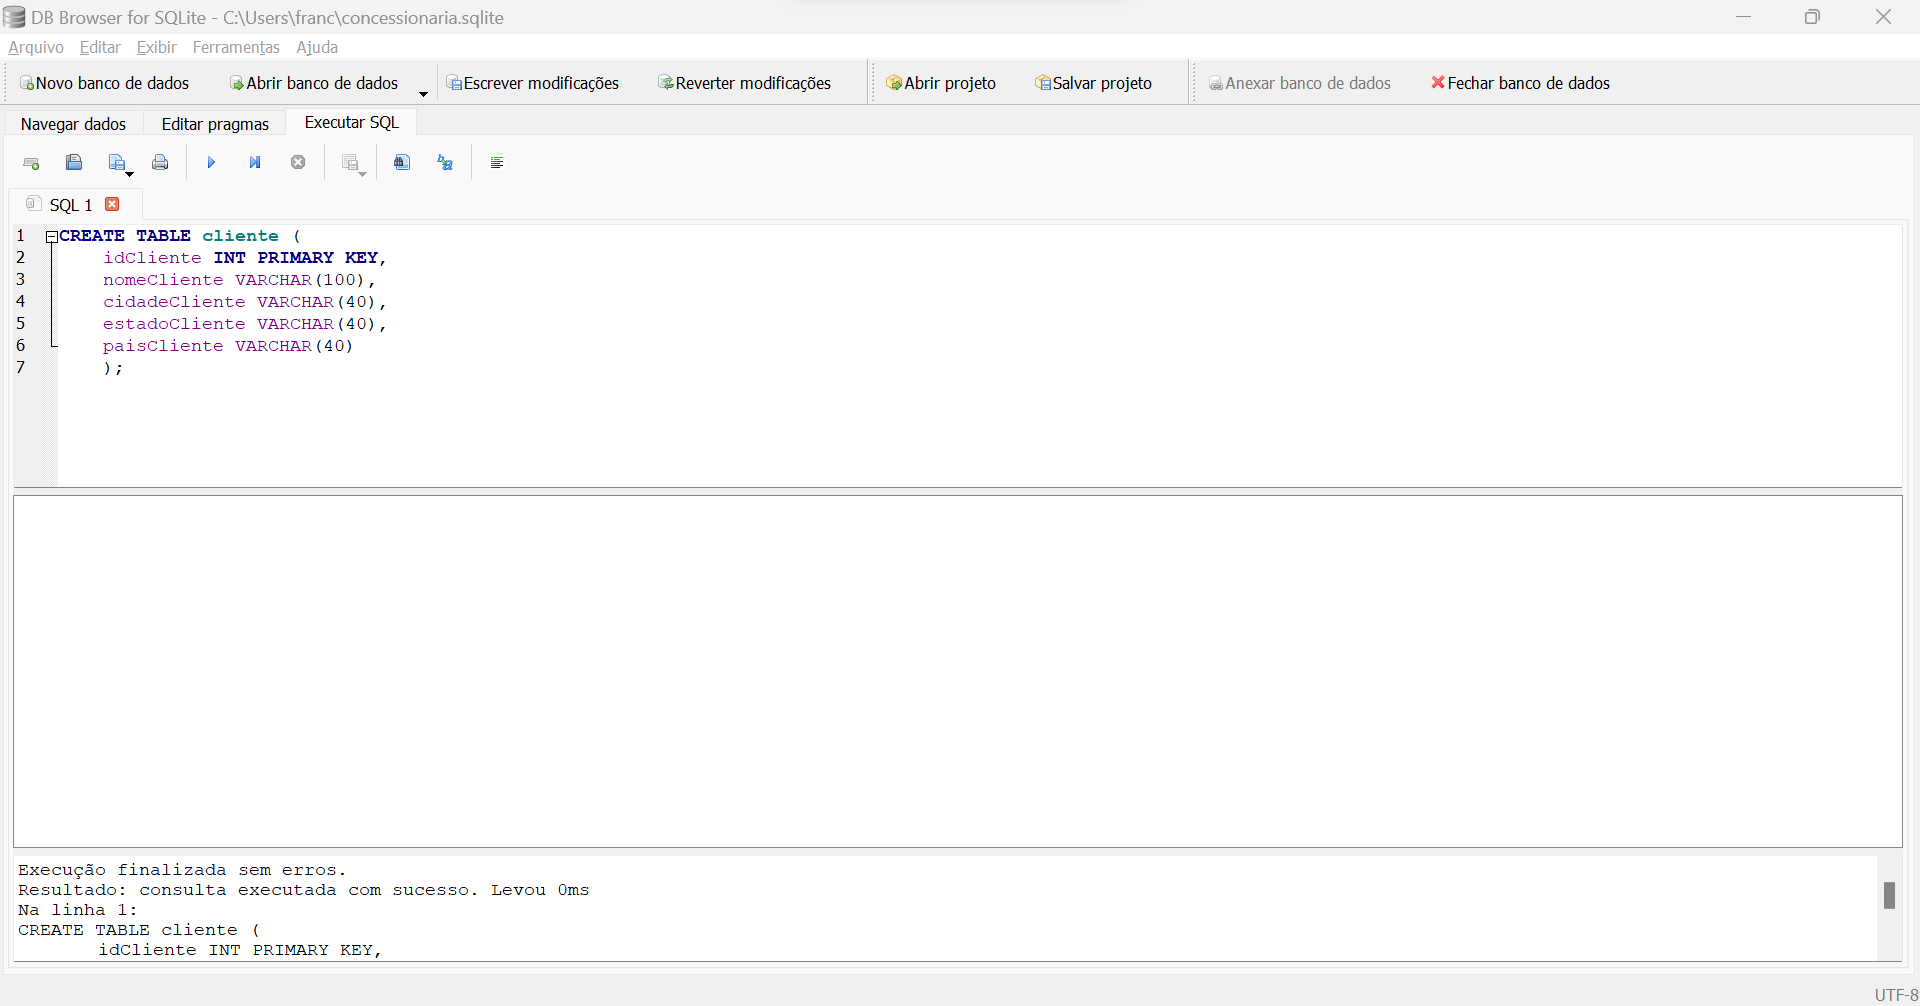 DB Browser for SQLite - C:\Users\franc\concessionaria.sqlite
Arquivo Editar Exibir Ferramentas Ajuda
Novo banco de dados Abrir banco de dados Escrever modificações Reverter modificações Abrir projeto Salvar projeto Anexar banco de dados Fechar banco de dados
Navegar dados Editar pragmas Executar SQL
SQL 1
1 CREATE TABLE cliente (
2 idCliente INT PRIMARY KEY,
3 nomeCliente VARCHAR(100),
4 cidadeCliente VARCHAR(40),
5 estadoCliente VARCHAR(40),
6 paisCliente VARCHAR(40)
7 );
Execução finalizada sem erros.
Resultado: consulta executada com sucesso. Levou 0ms
Na linha 1:
CREATE TABLE cliente (
idCliente INT PRIMARY KEY,
UTF-8